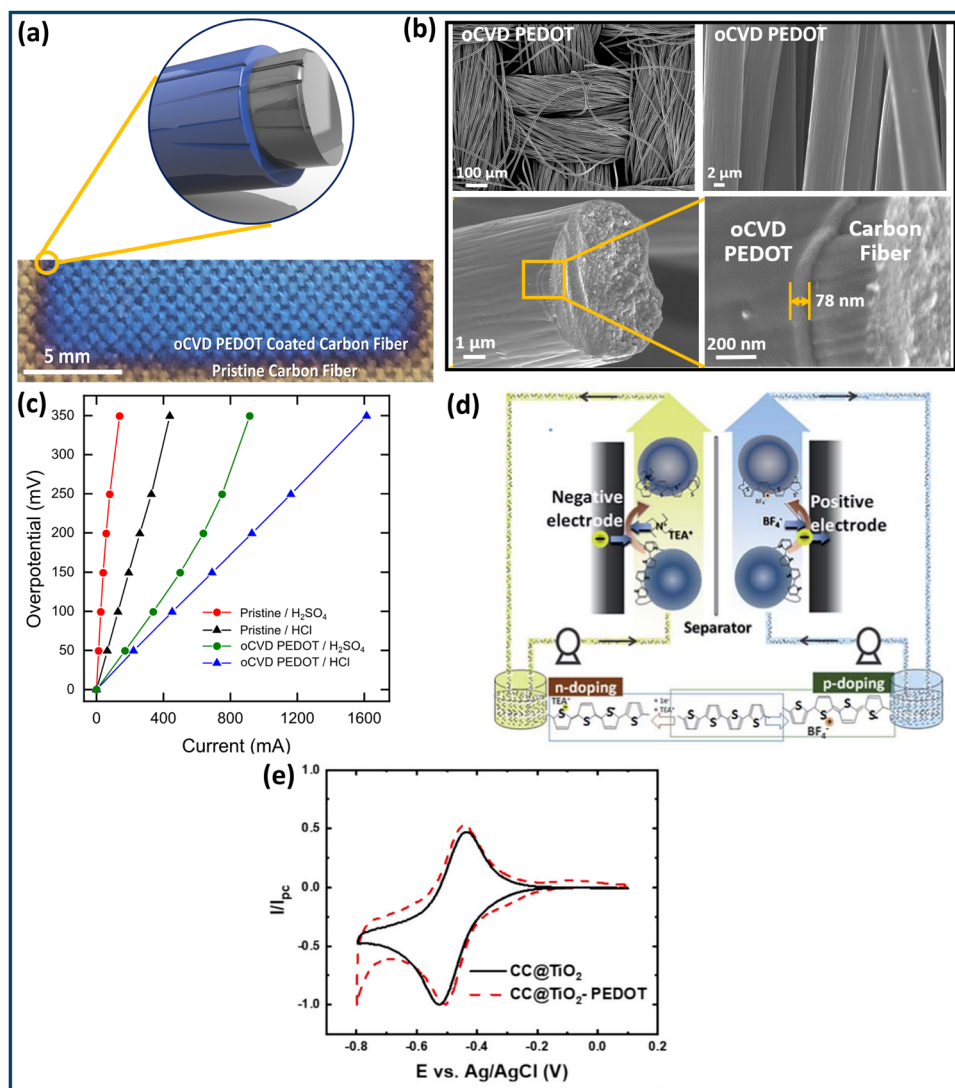 (a)
5 mm
oCVD PEDOT Coated Carbon Fiber
Pristine Carbon Fiber
(b)
oCVD PEDOT
100 µm
oCVD PEDOT
2 µm
1 µm
oCVD
PEDOT
Carbon
Fiber
78 nm
200 nm
(c)
Overpotential (mV)
350
300
250
200
150
100
50
0
Pristine / H₂SO₄
Pristine / HCl
oCVD PEDOT / H₂SO₄
oCVD PEDOT / HCl
0
400
800
1200
1600
Current (mA)
(d)
Negative
electrode
N⁺
TEA⁺
BF₄⁻
BF₄⁻
Positive
electrode
Separator
n-doping
p-doping
TEA⁺
+ 1e⁻
+ TEA⁺
S S S S
S S S S
S S S S
BF₄⁻
(e)
I/Ipc
1.0
0.5
0.0
-0.5
-1.0
CC@TiO₂
CC@TiO₂- PEDOT
-0.8
-0.6
-0.4
-0.2
0.0
0.2
E vs. Ag/AgCl (V)